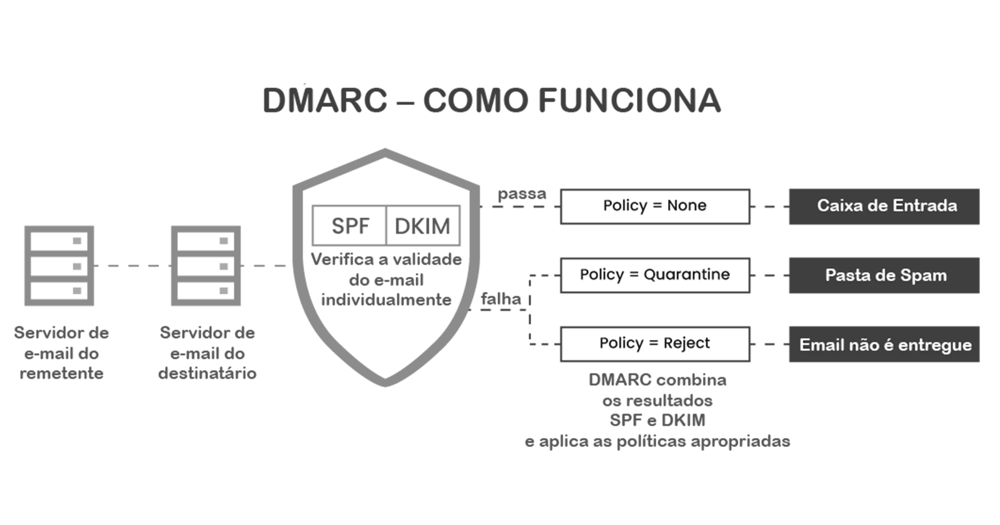 DMARC – COMO FUNCIONA
Servidor de
e-mail do
remetente
Servidor de
e-mail do
destinatário
SPF DKIM
Verifica a validade
do e-mail
individualmente
passa
falha
Policy = None
Caixa de Entrada
Policy = Quarantine
Pasta de Spam
Policy = Reject
Email não é entregue
DMARC combina
os resultados
SPF e DKIM
e aplica as políticas apropriadas